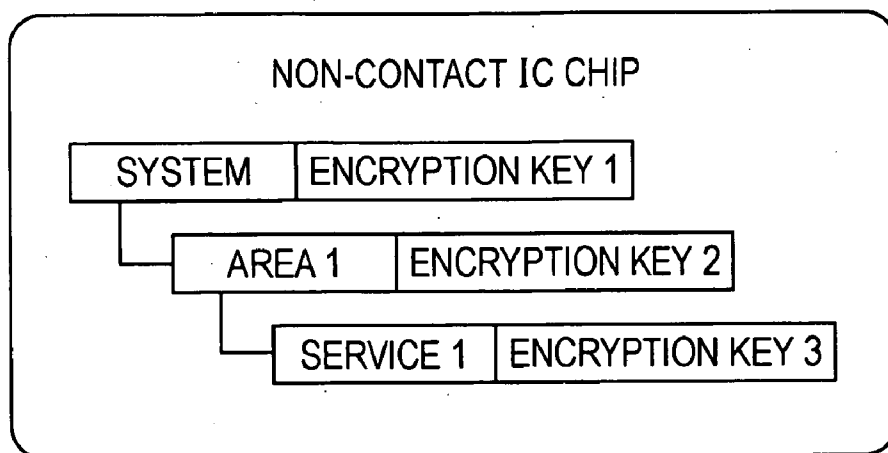 NON-CONTACT IC CHIP
SYSTEM ENCRYPTION KEY 1
AREA 1 ENCRYPTION KEY 2
SERVICE 1 ENCRYPTION KEY 3